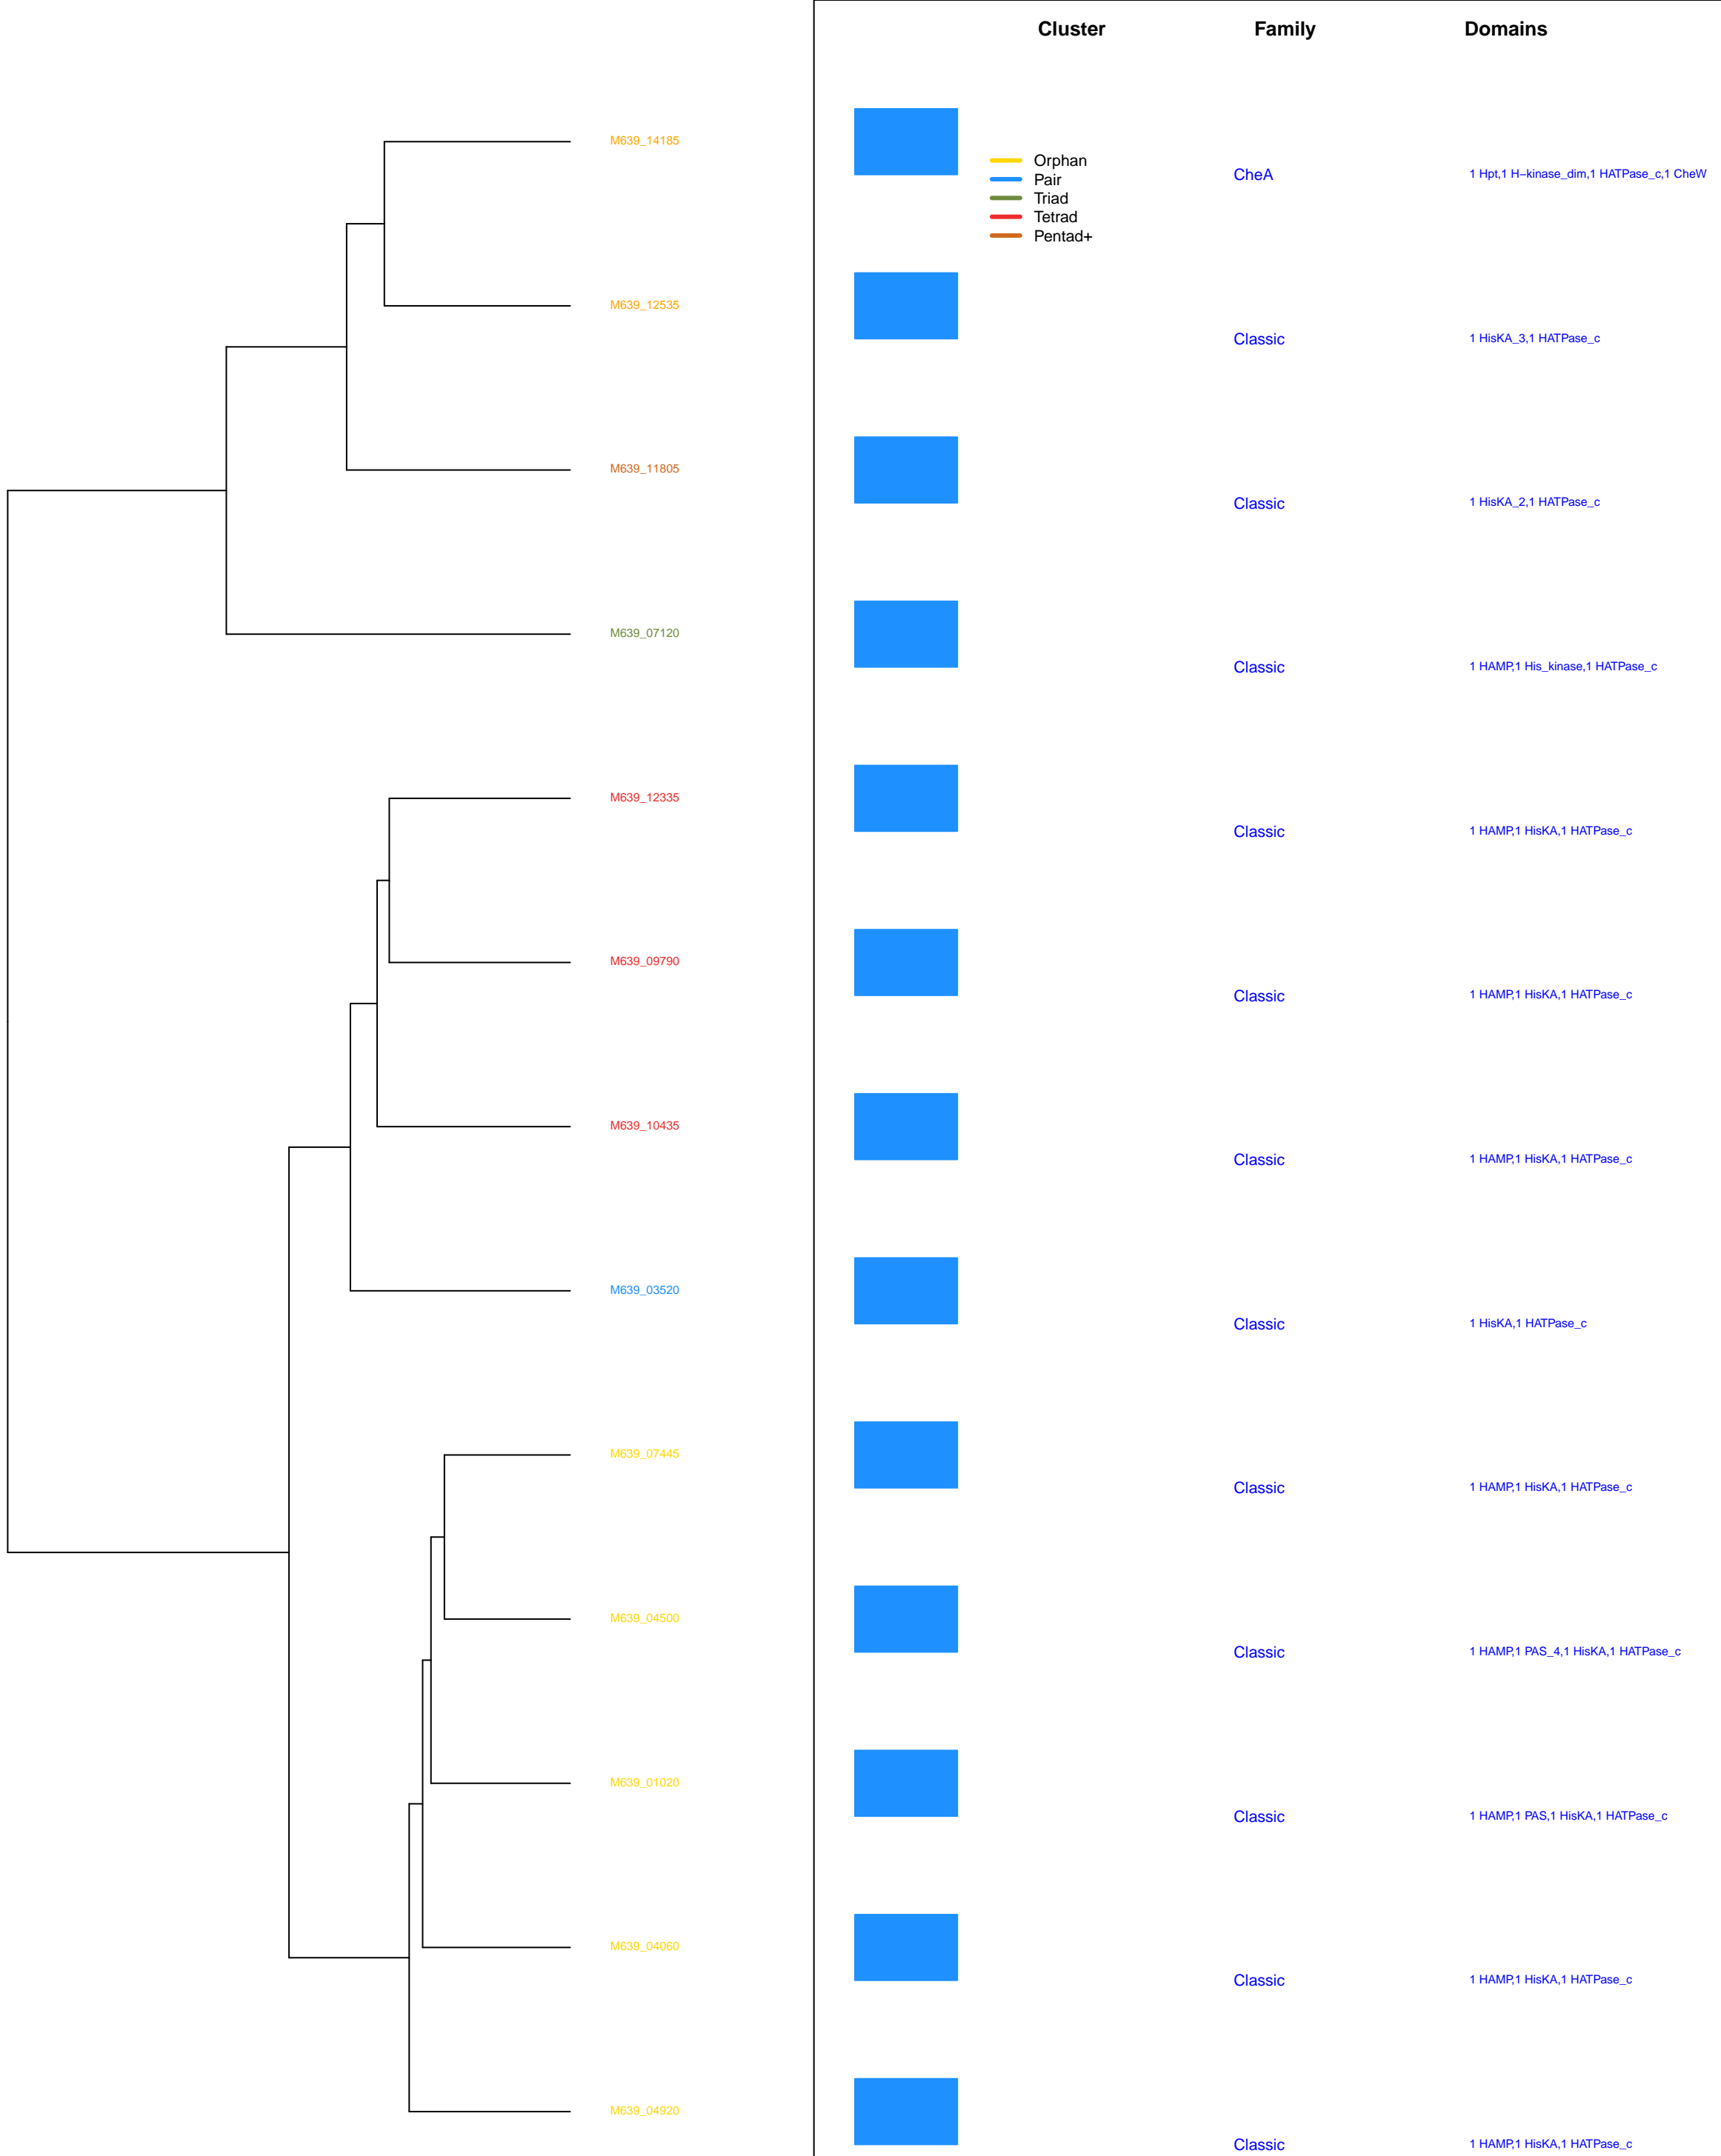 Cluster Family Domains
M639_14185
Orphan
Pair
CheA 1 Hpt,1 H−kinase_dim,1 HATPase_c,1 CheW
Triad
Tetrad
Pentad+
M639_12535
Classic 1 HisKA_3,1 HATPase_c
M639_11805
Classic 1 HisKA_2,1 HATPase_c
M639_07120
Classic 1 HAMP,1 His_kinase,1 HATPase_c
M639_12335
Classic 1 HAMP,1 HisKA,1 HATPase_c
M639_09790
Classic 1 HAMP,1 HisKA,1 HATPase_c
M639_10435
Classic 1 HAMP,1 HisKA,1 HATPase_c
M639_03520
Classic 1 HisKA,1 HATPase_c
M639_07445
Classic 1 HAMP,1 HisKA,1 HATPase_c
M639_04500
Classic 1 HAMP,1 PAS_4,1 HisKA,1 HATPase_c
M639_01020
Classic 1 HAMP,1 PAS,1 HisKA,1 HATPase_c
M639_04060
Classic 1 HAMP,1 HisKA,1 HATPase_c
M639_04920
Classic 1 HAMP,1 HisKA,1 HATPase_c